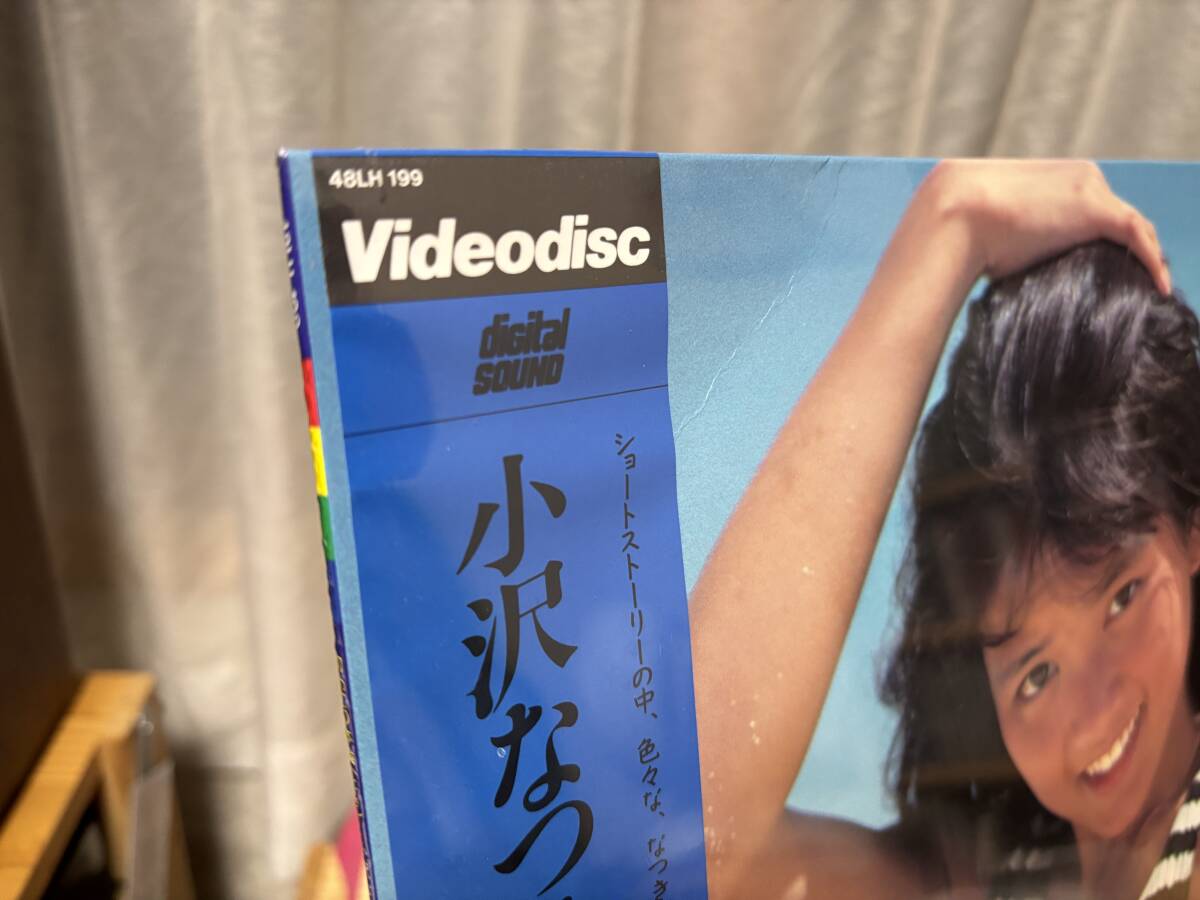 48LH 199
Videodisc
digital
SOUND
ショートストーリーの中、色々な、なつき
小沢なつ